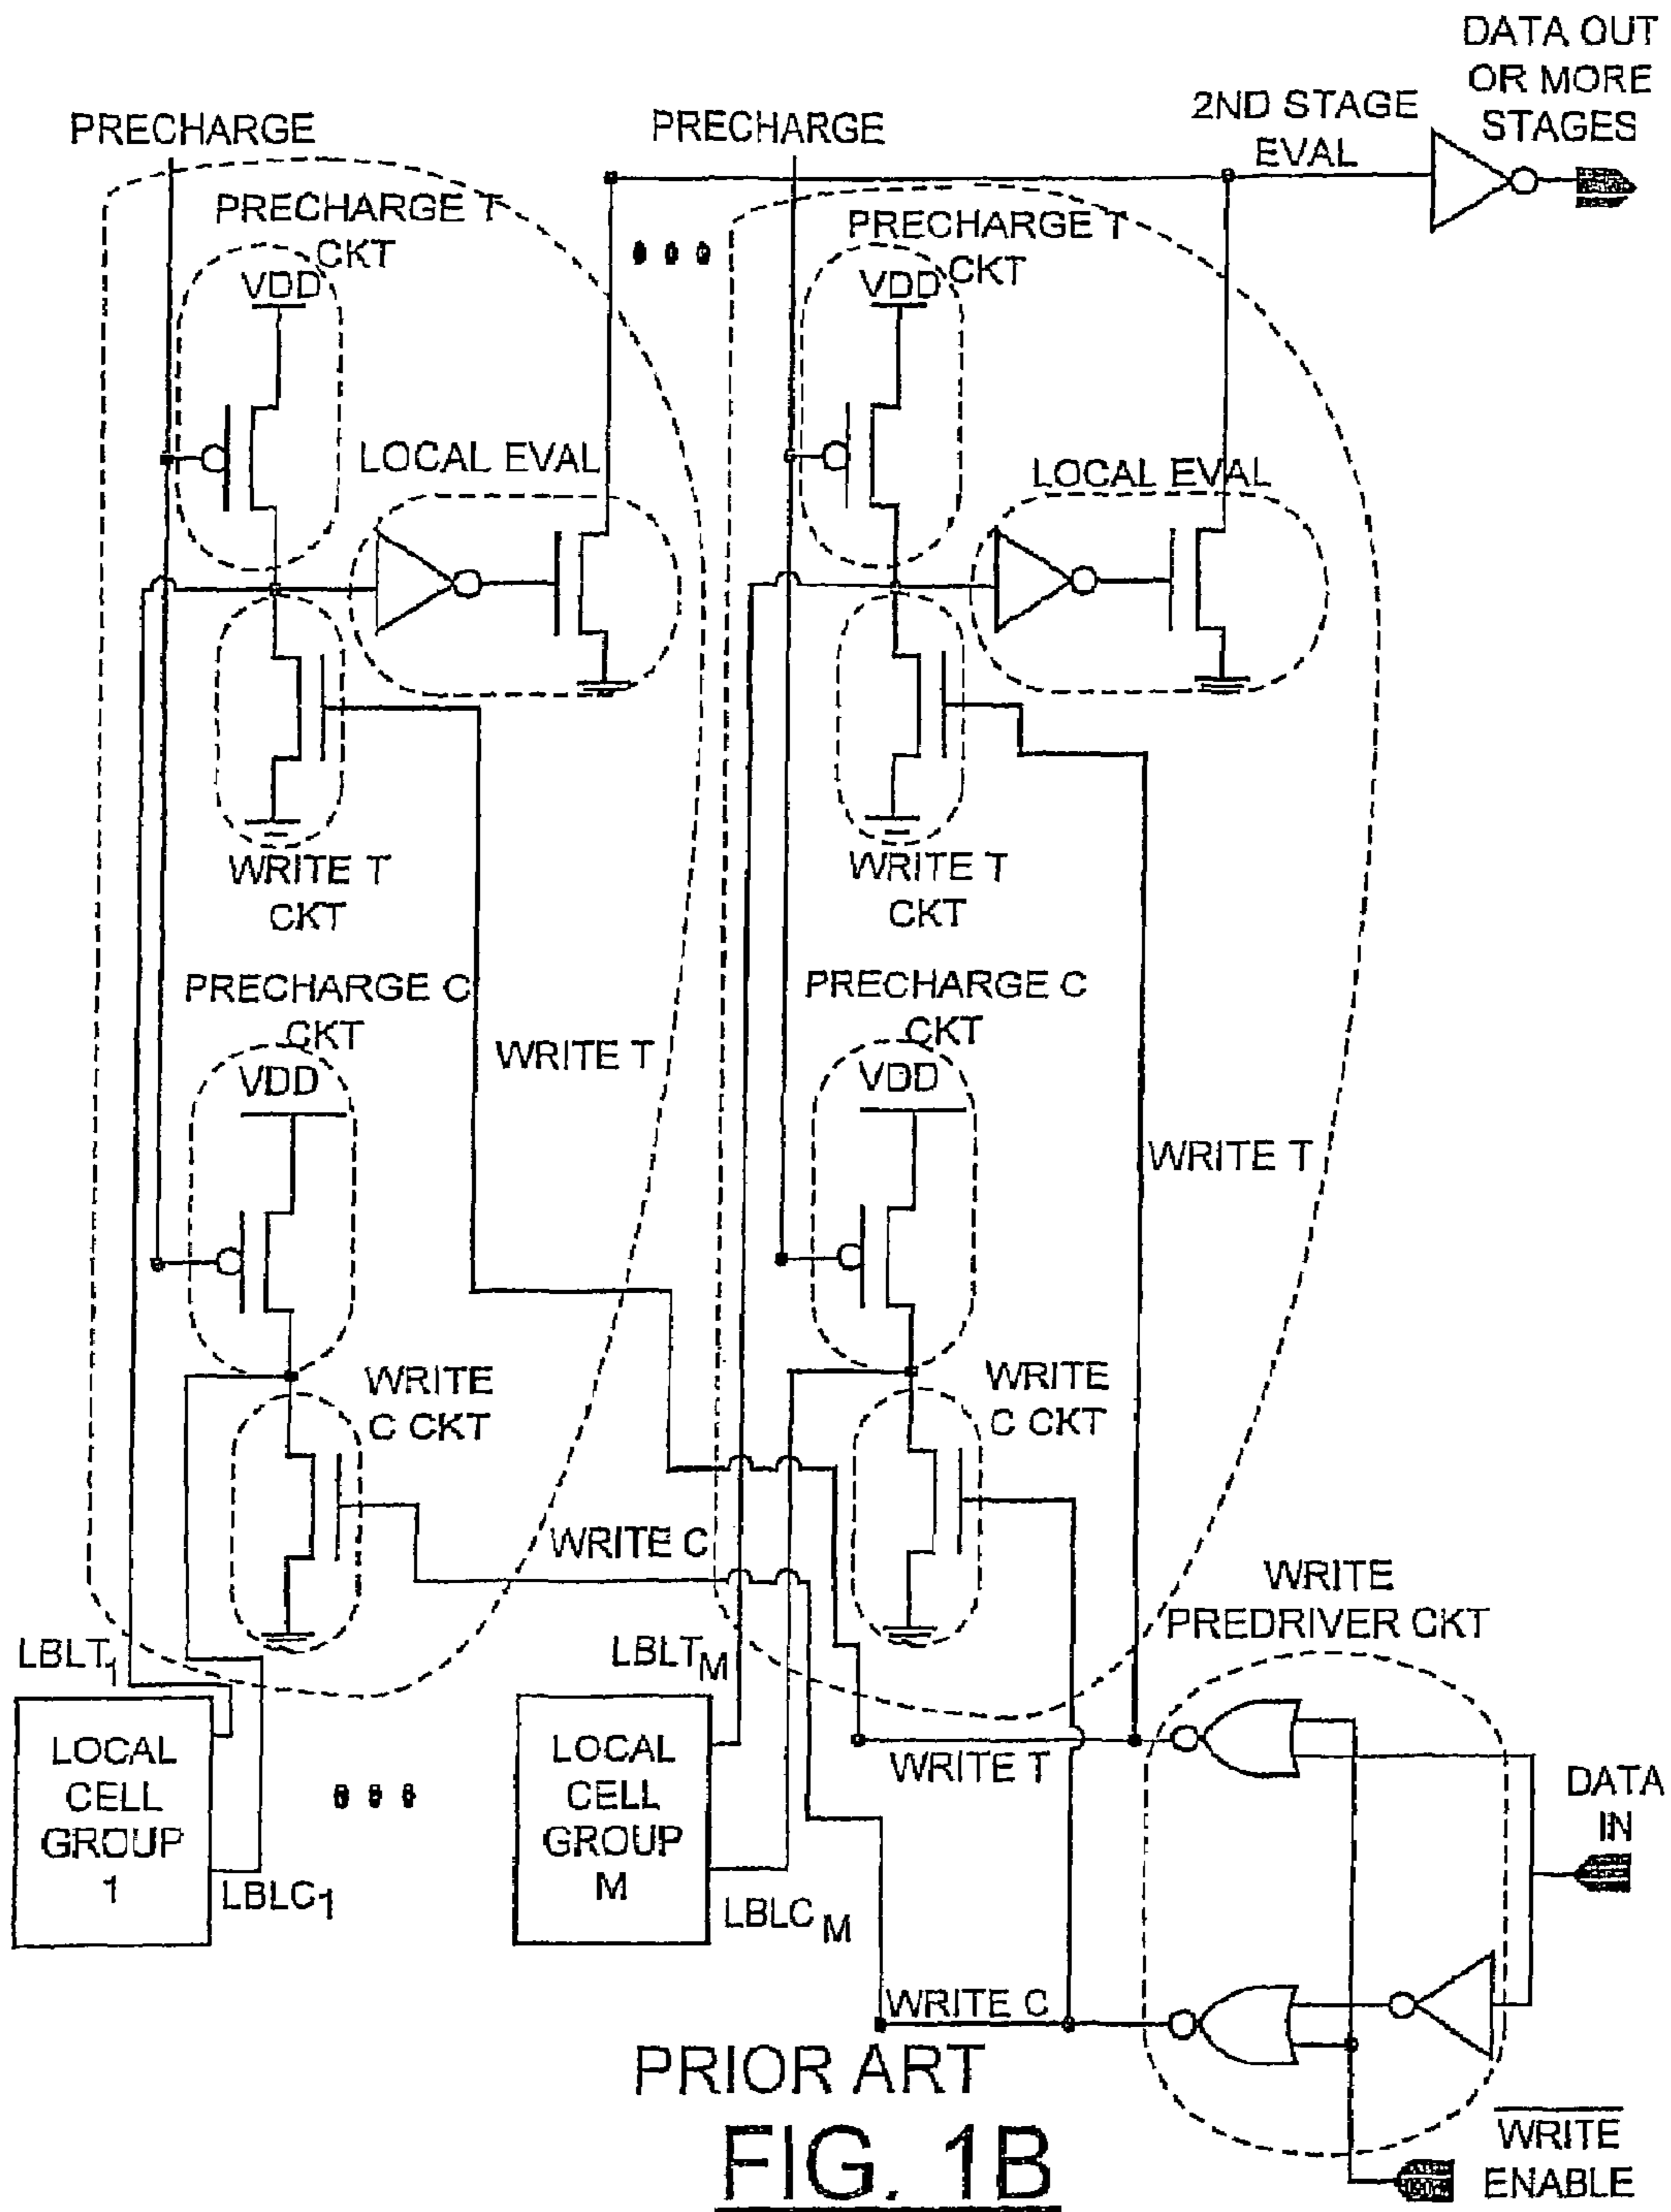 DATA OUT
OR MORE
STAGES
2ND STAGE
EVAL
PRECHARGE
PRECHARGE
PRECHARGE T
CKT
VDD
PRECHARGE T
CKT
VDD
LOCAL EVAL
LOCAL EVAL
WRITE T
CKT
WRITE T
CKT
PRECHARGE C
CKT
VDD
PRECHARGE C
CKT
VDD
WRITE T
WRITE T
WRITE
C CKT
WRITE
C CKT
WRITE C
WRITE
PREDRIVER CKT
LBLT1
LBLTM
LOCAL
CELL
GROUP
1
LOCAL
CELL
GROUP
M
WRITE T
DATA
IN
LBLC1
LBLCM
WRITE C
PRIOR ART
FIG. 1B
WRITE
ENABLE